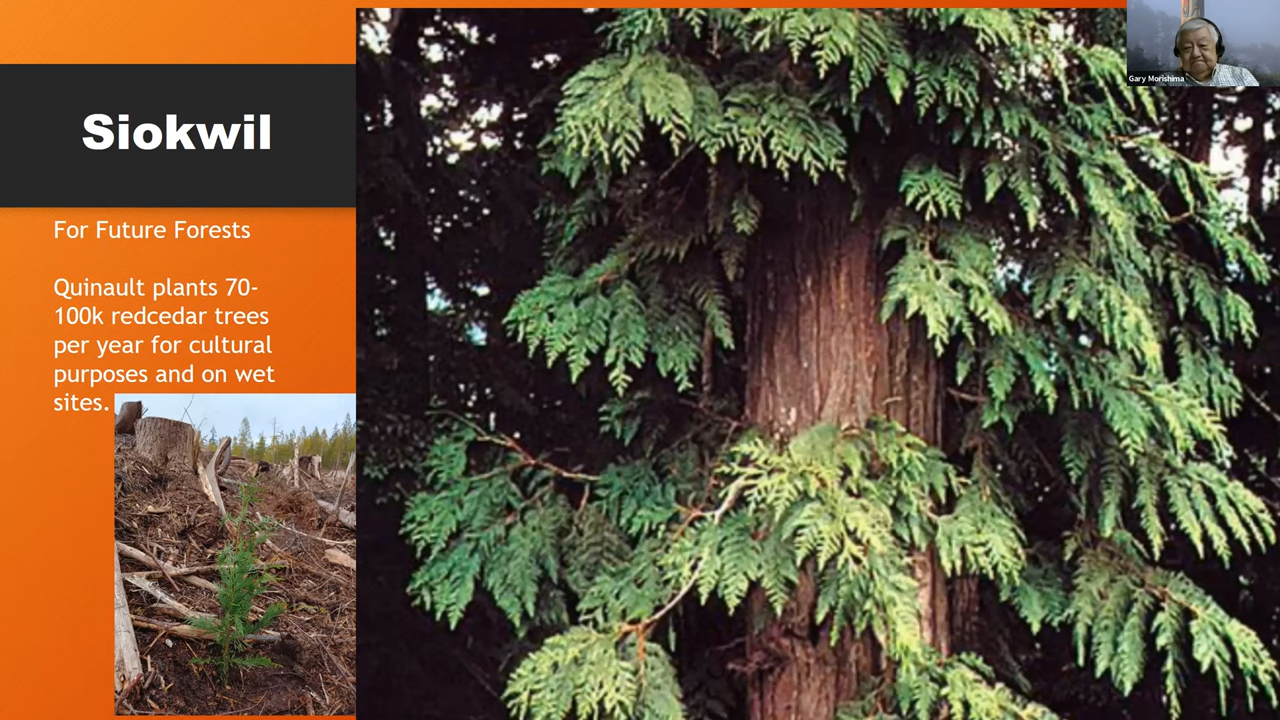 Siokwil
For Future Forests
Quinault plants 70-
100k redcedar trees
per year for cultural
purposes and on wet
sites.
Gary Morishima